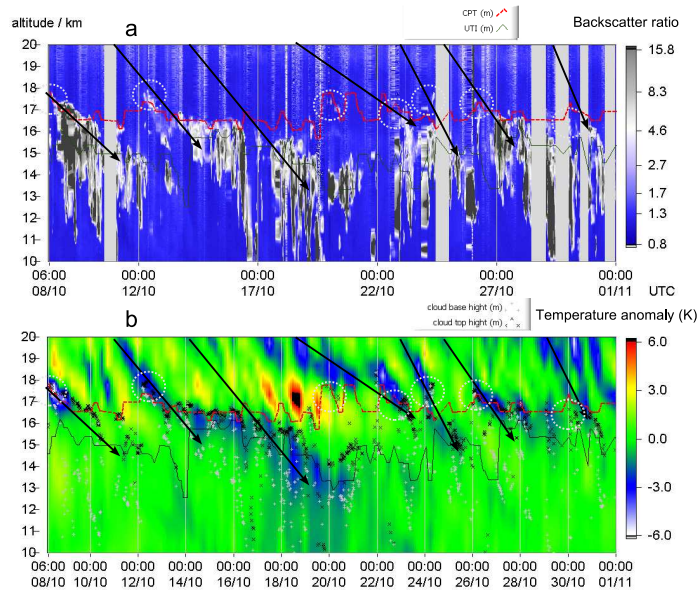 a
CPT (m)
UTI (m)
altitude / km
Backscatter ratio
20
19
18
17
16
15
14
13
12
11
10
15.8
8.3
4.6
2.7
1.7
1.3
0.8
06:00 00:00 00:00 00:00 00:00 00:00
08/10 12/10 17/10 22/10 27/10 01/11 UTC
b
cloud base hight (m)
cloud top hight (m)
Temperature anomaly (K)
20
19
18
17
16
15
14
13
12
11
10
6.0
3.0
0.0
-3.0
-6.0
06:00 00:00 00:00 00:00 00:00 00:00 00:00 00:00 00:00 00:00 00:00 00:00 00:00
08/10 10/10 12/10 14/10 16/10 18/10 20/10 22/10 24/10 26/10 28/10 30/10 01/11